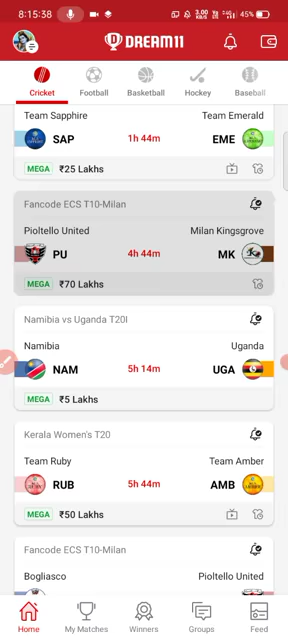 8:15:38
3.00 KB/S
45%
DREAM11
Cricket Football Basketball Hockey Baseball
Team Sapphire Team Emerald
SAP 1h 44m EME
MEGA ₹25 Lakhs
Fancode ECS T10-Milan
Pioltello United Milan Kingsgrove
PU 4h 44m MK
MEGA ₹70 Lakhs
Namibia vs Uganda T20I
Namibia Uganda
NAM 5h 14m UGA
MEGA ₹5 Lakhs
Kerala Women's T20
Team Ruby Team Amber
RUB 5h 44m AMB
MEGA ₹50 Lakhs
Fancode ECS T10-Milan
Bogliasco Pioltello United
Home My Matches Winners Groups Feed